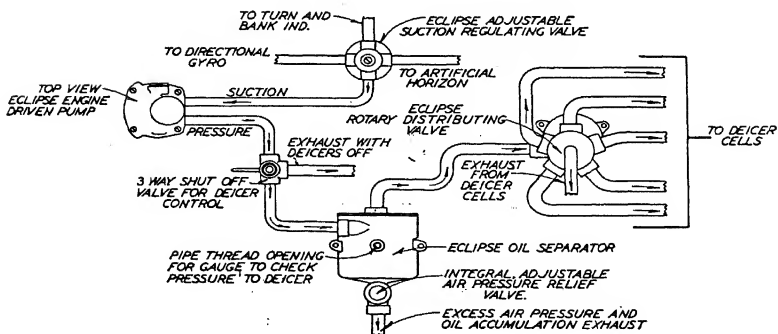 TO TURN AND
BANK IND.
ECLIPSE ADJUSTABLE
SUCTION REGULATING VALVE
TO DIRECTIONAL
GYRO
TO ARTIFICIAL
HORIZON
TOP VIEW
ECLIPSE ENGINE
DRIVEN PUMP
SUCTION
PRESSURE
ECLIPSE
ROTARY DISTRIBUTING
VALVE
TO DEICER
CELLS
EXHAUST WITH
DEICERS OFF
EXHAUST
FROM
DEICER
CELLS
3 WAY SHUT OFF
VALVE FOR DEICER
CONTROL
PIPE THREAD OPENING
FOR GAUGE TO CHECK
PRESSURE TO DEICER
ECLIPSE OIL SEPARATOR
INTEGRAL, ADJUSTABLE
AIR PRESSURE RELIEF
VALVE.
EXCESS AIR PRESSURE AND
OIL ACCUMULATION EXHAUST